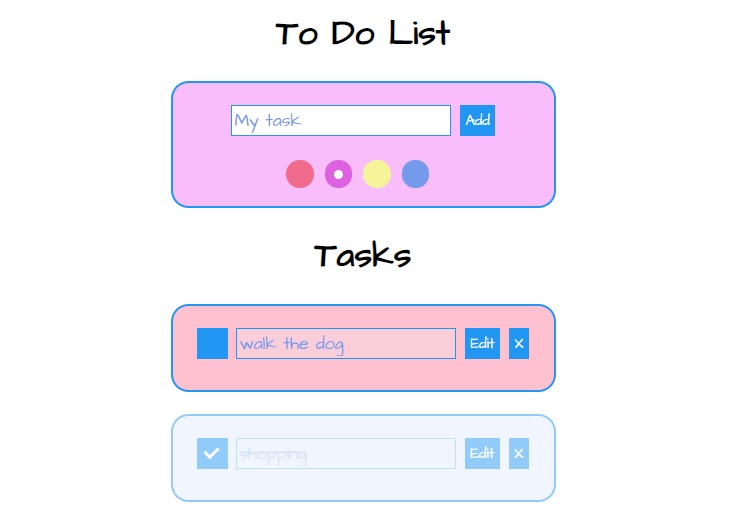 To Do List
My task Add
Tasks
walk the dog Edit X
shopping Edit X